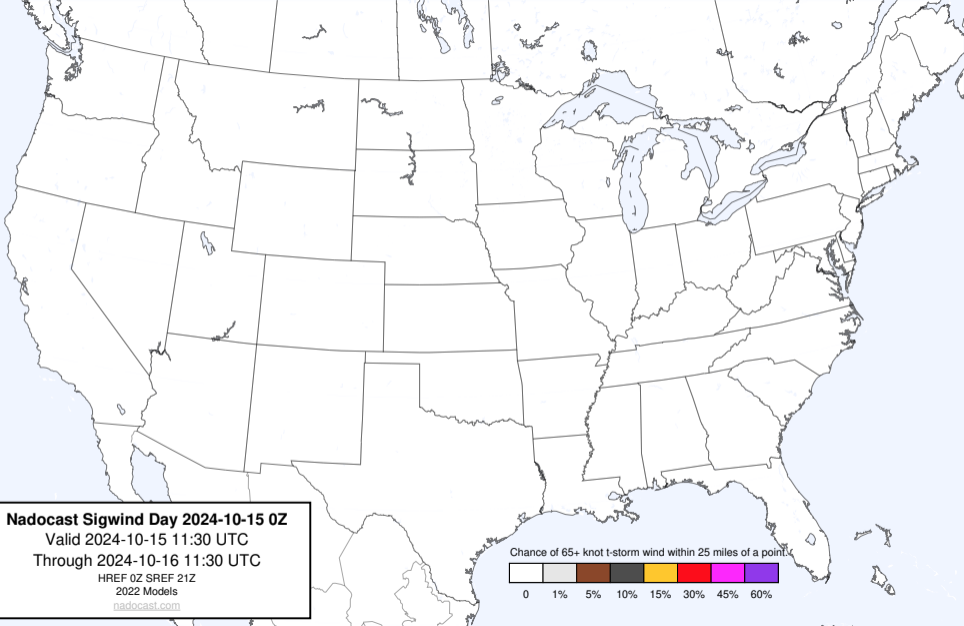 Nadocast Sigwind Day 2024-10-15 0Z
Valid 2024-10-15 11:30 UTC
Through 2024-10-16 11:30 UTC
HREF 0Z SREF 21Z
2022 Models
nadocast.com
Chance of 65+ knot t-storm wind within 25 miles of a point.
0 1% 5% 10% 15% 30% 45% 60%